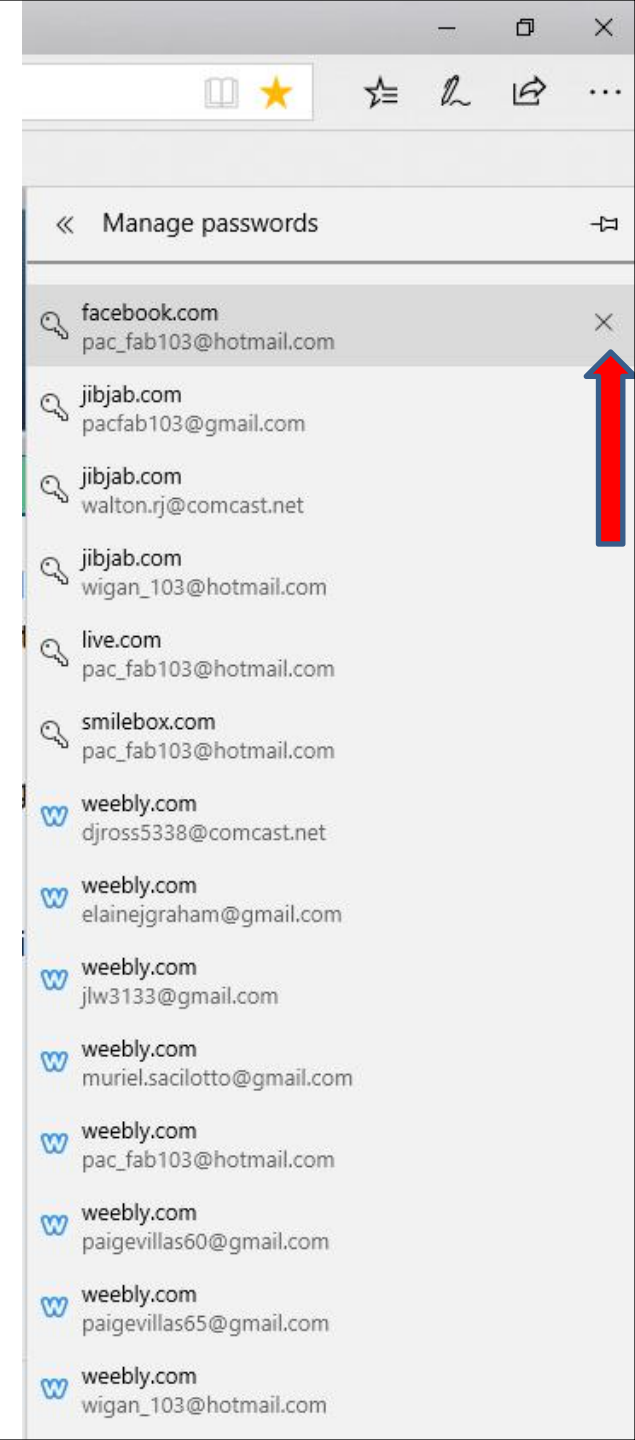 Manage passwords
facebook.com
pac_fab103@hotmail.com
jibjab.com
pacfab103@gmail.com
jibjab.com
walton.rj@comcast.net
jibjab.com
wigan_103@hotmail.com
live.com
pac_fab103@hotmail.com
smilebox.com
pac_fab103@hotmail.com
weebly.com
djross5338@comcast.net
weebly.com
elainejgraham@gmail.com
weebly.com
jlw3133@gmail.com
weebly.com
muriel.sacilotto@gmail.com
weebly.com
pac_fab103@hotmail.com
weebly.com
paigevillas60@gmail.com
weebly.com
paigevillas65@gmail.com
weebly.com
wigan_103@hotmail.com